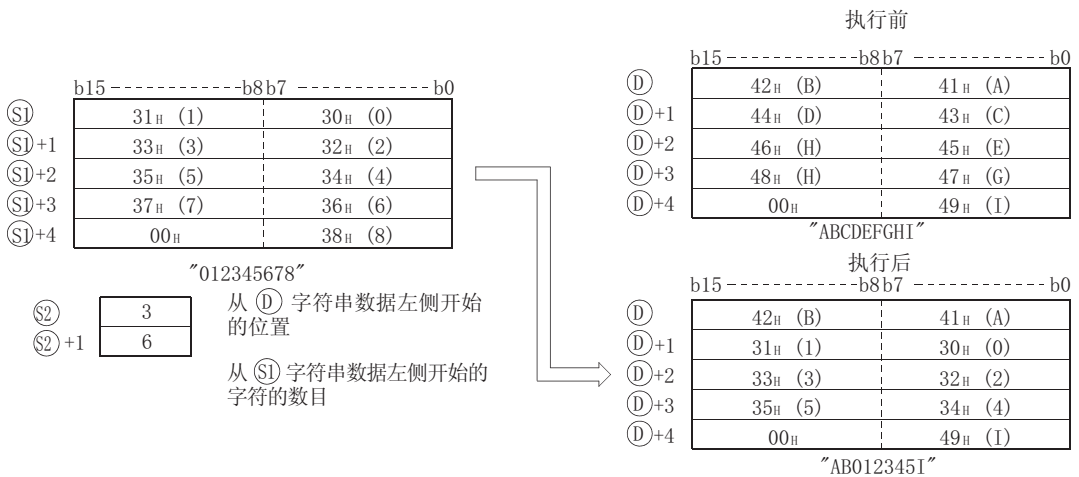 执行前
b15 ------------ b8 b7 ------------ b0
Ⓓ 42H (B) 41H (A)
Ⓓ+1 44H (D) 43H (C)
Ⓓ+2 46H (H) 45H (E)
Ⓓ+3 48H (H) 47H (G)
Ⓓ+4 00H 49H (I)
"ABCDEFGHI"
b15 ------------ b8 b7 ------------ b0
S1 31H (1) 30H (0)
S1+1 33H (3) 32H (2)
S1+2 35H (5) 34H (4)
S1+3 37H (7) 36H (6)
S1+4 00H 38H (8)
"012345678"
S2 3
S2+1 6
从 Ⓓ 字符串数据左侧开始
的位置
从 S1 字符串数据左侧开始的
字符的数目
执行后
b15 ------------ b8 b7 ------------ b0
Ⓓ 42H (B) 41H (A)
Ⓓ+1 31H (1) 30H (0)
Ⓓ+2 33H (3) 32H (2)
Ⓓ+3 35H (5) 34H (4)
Ⓓ+4 00H 49H (I)
"AB012345I"